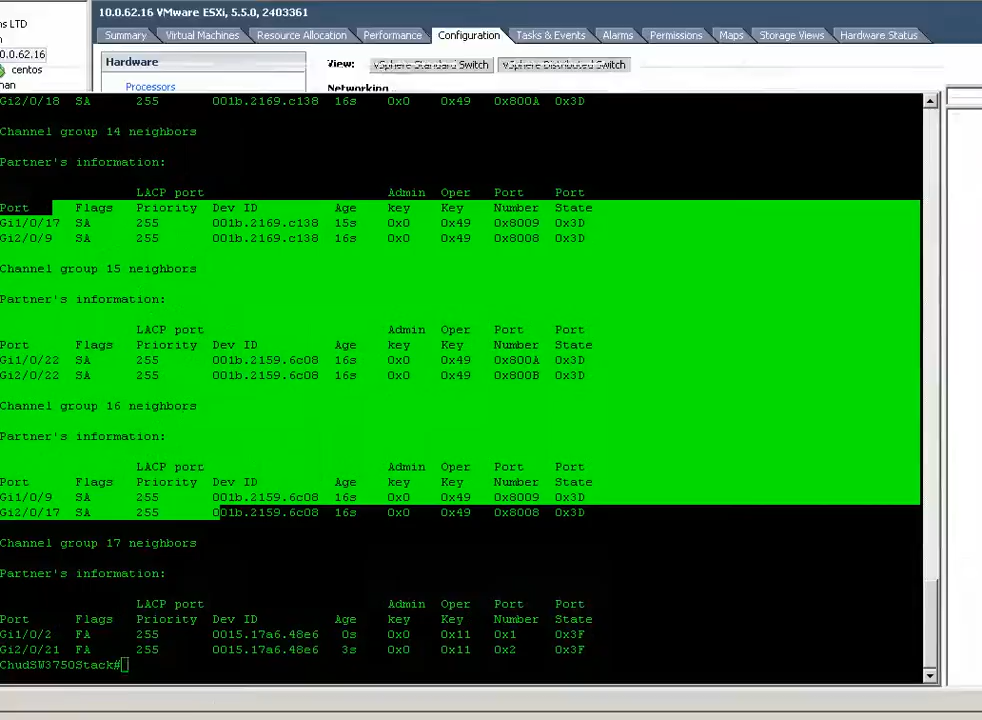 ns LTD
10.0.62.16 VMware ESXi, 5.5.0, 2403361
Summary Virtual Machines Resource Allocation Performance Configuration Tasks & Events Alarms Permissions Maps Storage Views Hardware Status
0.0.62.16
centos
man
Hardware
View: vSphere Standard Switch vSphere Distributed Switch
Processors
Networking
Gi2/0/18 SA 255 001b.2169.c138 16s 0x0 0x49 0x800A 0x3D
Channel group 14 neighbors
Partner's information:
LACP port Admin Oper Port Port
Port Flags Priority Dev ID Age key Key Number State
Gi1/0/17 SA 255 001b.2169.c138 15s 0x0 0x49 0x8009 0x3D
Gi2/0/9 SA 255 001b.2169.c138 16s 0x0 0x49 0x8008 0x3D
Channel group 15 neighbors
Partner's information:
LACP port Admin Oper Port Port
Port Flags Priority Dev ID Age key Key Number State
Gi1/0/22 SA 255 001b.2159.6c08 16s 0x0 0x49 0x800A 0x3D
Gi2/0/22 SA 255 001b.2159.6c08 16s 0x0 0x49 0x800B 0x3D
Channel group 16 neighbors
Partner's information:
LACP port Admin Oper Port Port
Port Flags Priority Dev ID Age key Key Number State
Gi1/0/9 SA 255 001b.2159.6c08 16s 0x0 0x49 0x8009 0x3D
Gi2/0/17 SA 255 001b.2159.6c08 16s 0x0 0x49 0x8008 0x3D
Channel group 17 neighbors
Partner's information:
LACP port Admin Oper Port Port
Port Flags Priority Dev ID Age key Key Number State
Gi1/0/2 FA 255 0015.17a6.48e6 0s 0x0 0x11 0x1 0x3F
Gi2/0/21 FA 255 0015.17a6.48e6 3s 0x0 0x11 0x2 0x3F
ChudSW3750Stack#